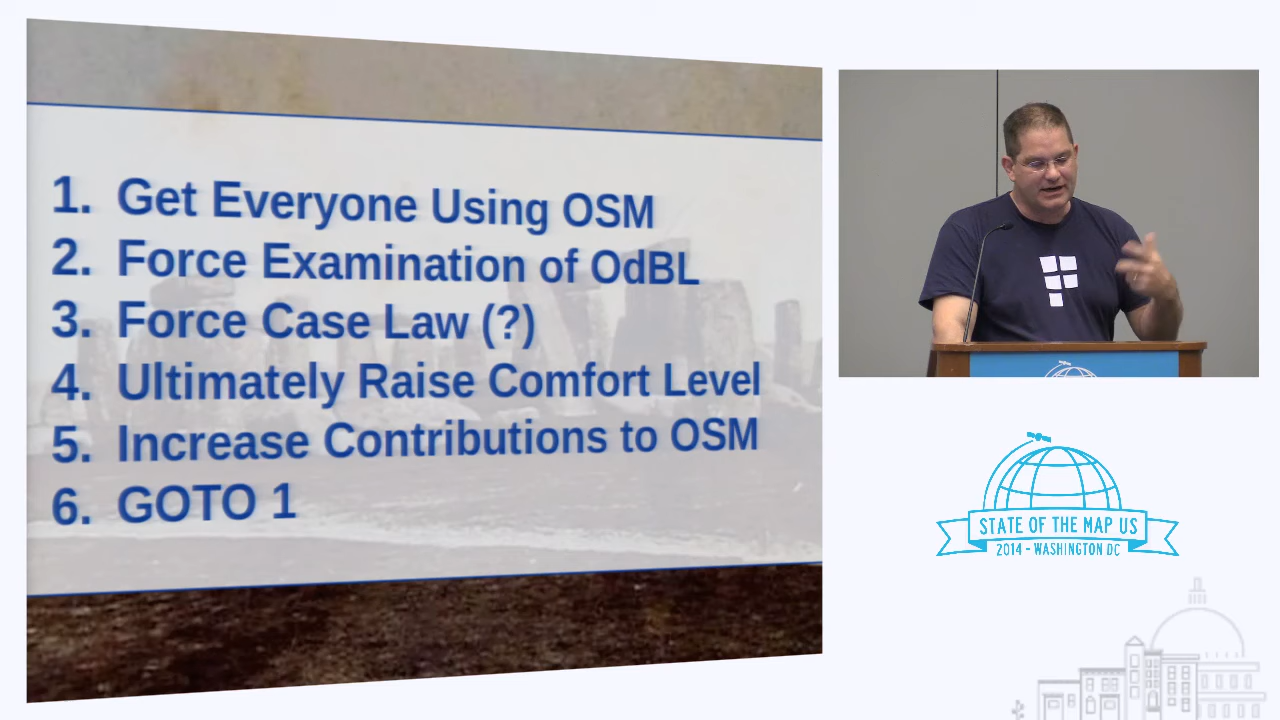 1. Get Everyone Using OSM
2. Force Examination of OdBL
3. Force Case Law (?)
4. Ultimately Raise Comfort Level
5. Increase Contributions to OSM
6. GOTO 1
STATE OF THE MAP US
2014 - WASHINGTON DC